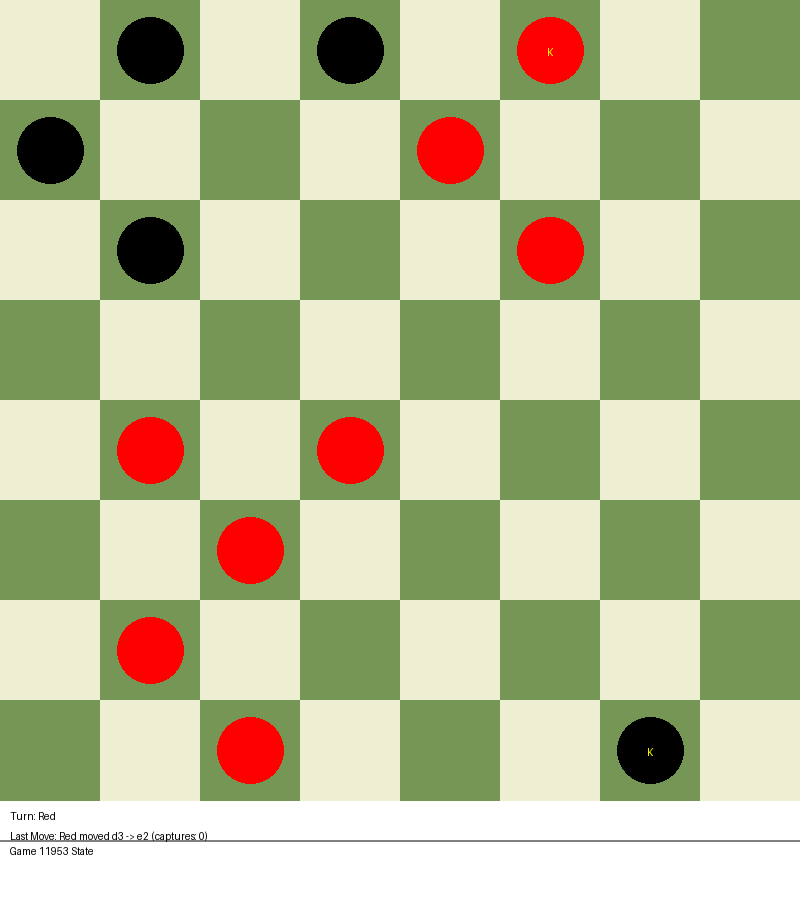 K
K
Turn: Red
Last Move: Red moved d3 -> e2 (captures: 0)
Game 11953 State